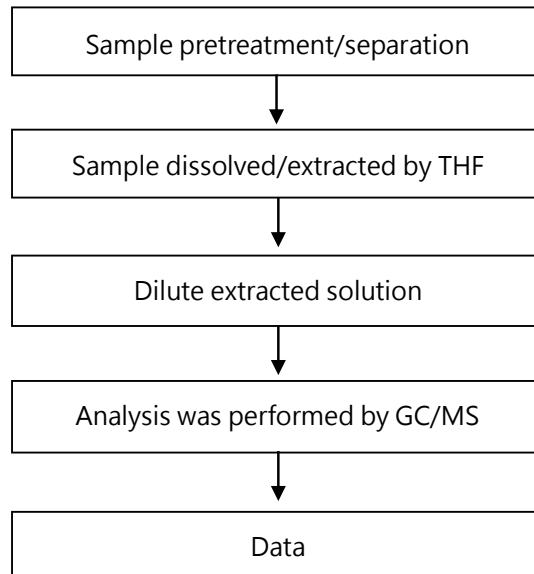 Sample pretreatment/separation
Sample dissolved/extracted by THF
Dilute extracted solution
Analysis was performed by GC/MS
Data